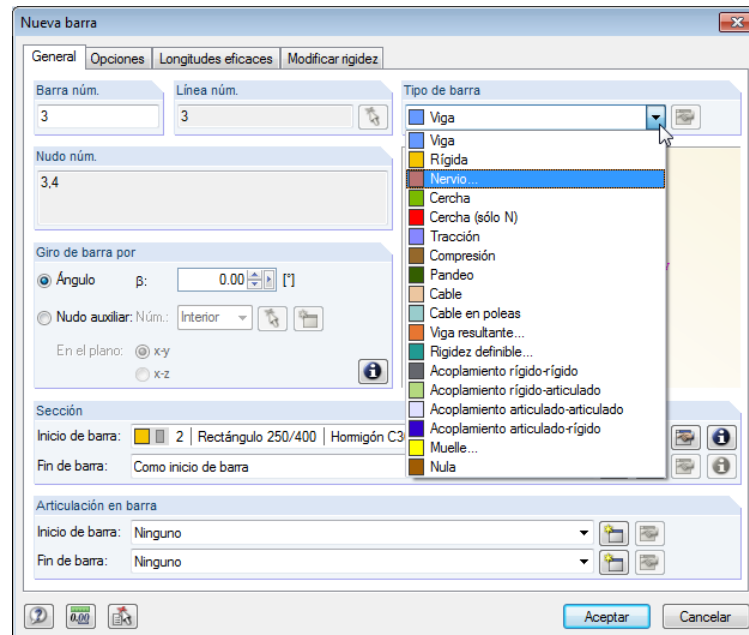 Nueva barra
General Opciones Longitudes eficaces Modificar rigidez
Barra núm.
3
Línea núm.
3
Tipo de barra
Viga
Viga
Rígida
Nervio...
Cercha
Cercha (sólo N)
Tracción
Compresión
Pandeo
Cable
Cable en poleas
Viga resultante...
Rigidez definible...
Acoplamiento rígido-rígido
Acoplamiento rígido-articulado
Acoplamiento articulado-articulado
Acoplamiento articulado-rígido
Muelle...
Nula
Nudo núm.
3,4
Giro de barra por
Ángulo β: 0.00 [°]
Nudo auxiliar: Núm.: Interior
En el plano: x-y
x-z
Sección
Inicio de barra: 2 Rectángulo 250/400 Hormigón
Fin de barra: Como inicio de barra
Articulación en barra
Inicio de barra: Ninguno
Fin de barra: Ninguno
0.00
Aceptar Cancelar